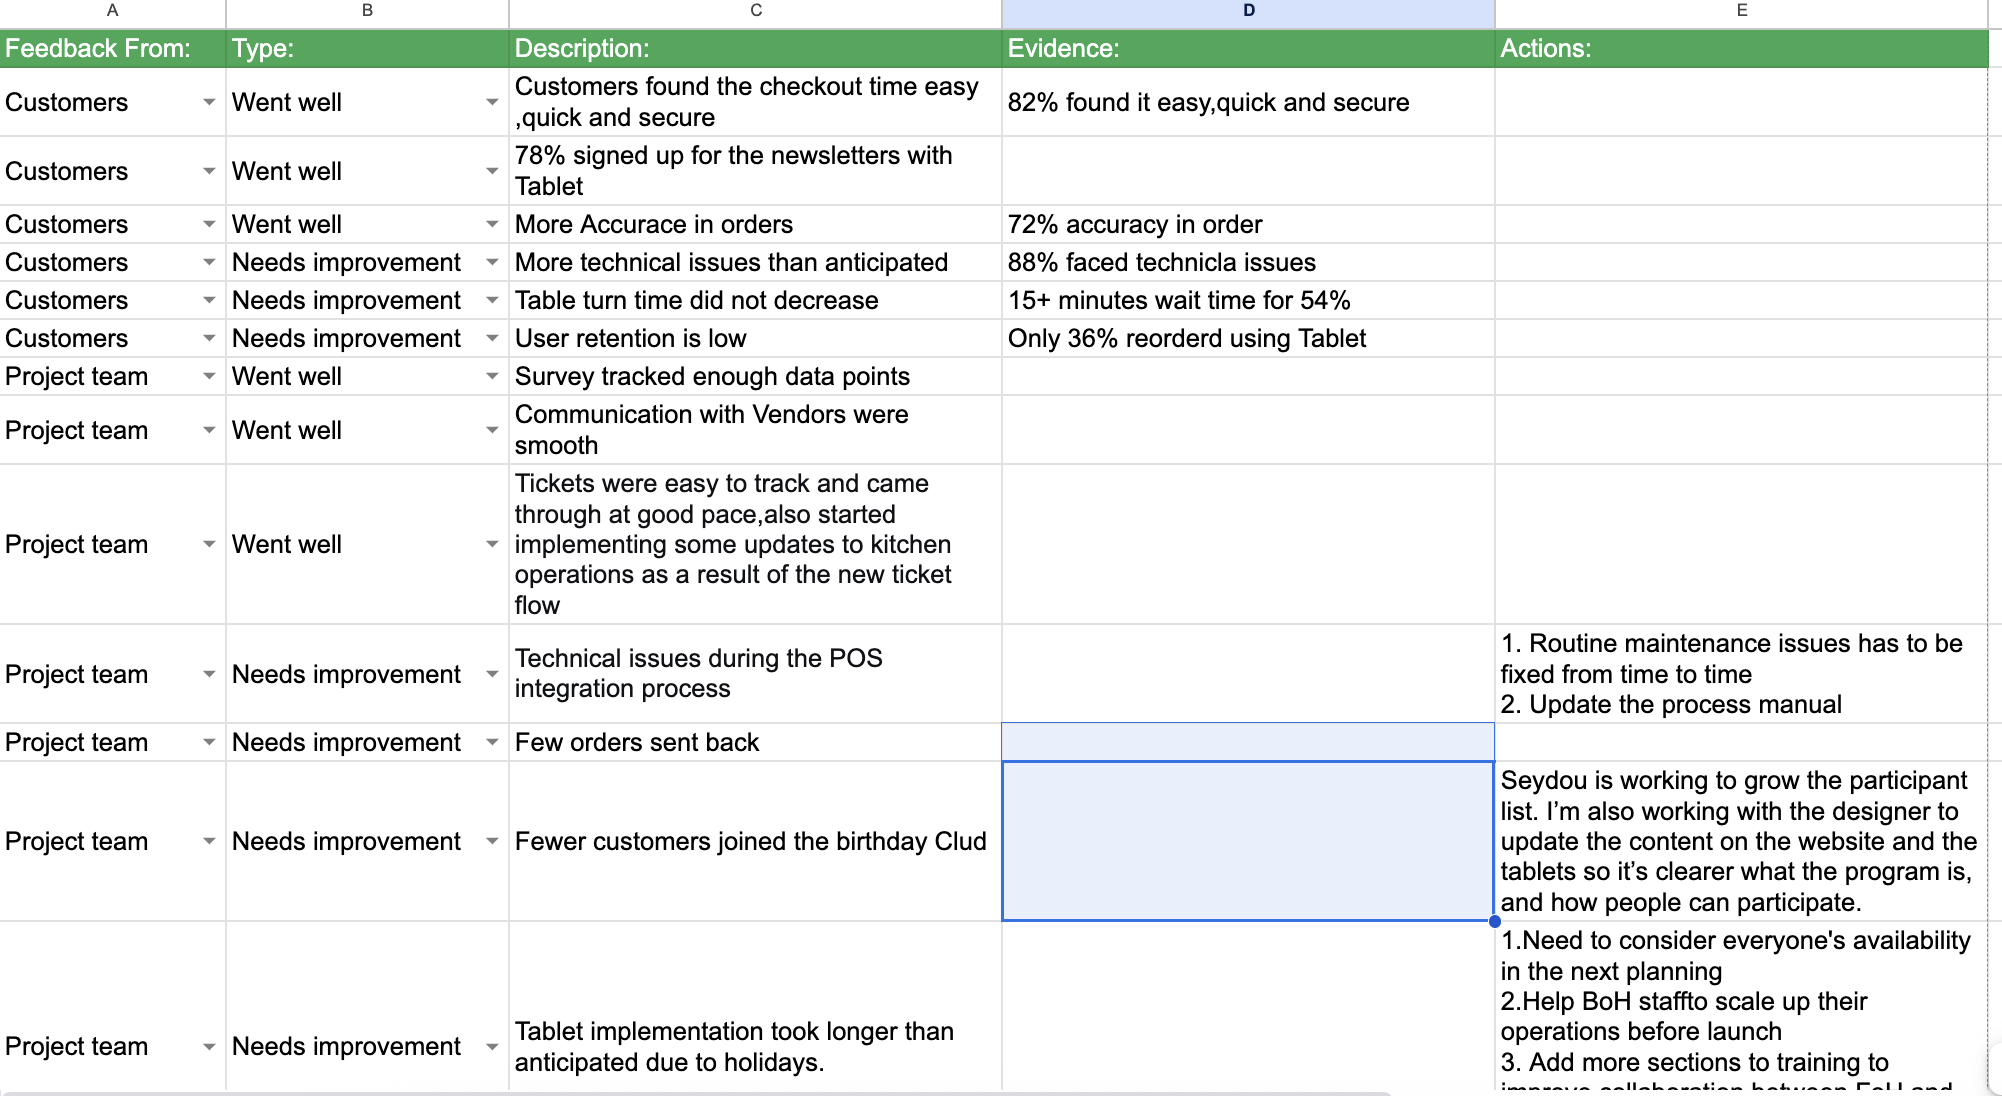 A B C D E
Feedback From: Type: Description: Evidence: Actions:
Customers Went well Customers found the checkout time easy
,quick and secure 82% found it easy,quick and secure
Customers Went well 78% signed up for the newsletters with
Tablet
Customers Went well More Accurace in orders 72% accuracy in order
Customers Needs improvement More technical issues than anticipated 88% faced technicla issues
Customers Needs improvement Table turn time did not decrease 15+ minutes wait time for 54%
Customers Needs improvement User retention is low Only 36% reorderd using Tablet
Project team Went well Survey tracked enough data points
Project team Went well Communication with Vendors were
smooth
Project team Went well Tickets were easy to track and came
through at good pace,also started
implementing some updates to kitchen
operations as a result of the new ticket
flow
Project team Needs improvement Technical issues during the POS
integration process
1. Routine maintenance issues has to be
fixed from time to time
2. Update the process manual
Project team Needs improvement Few orders sent back
Project team Needs improvement Fewer customers joined the birthday Clud
Seydou is working to grow the participant
list. I’m also working with the designer to
update the content on the website and the
tablets so it’s clearer what the program is,
and how people can participate.
Project team Needs improvement Tablet implementation took longer than
anticipated due to holidays.
1.Need to consider everyone's availability
in the next planning
2.Help BoH staffto scale up their
operations before launch
3. Add more sections to training to
improve collaboration between FoH and